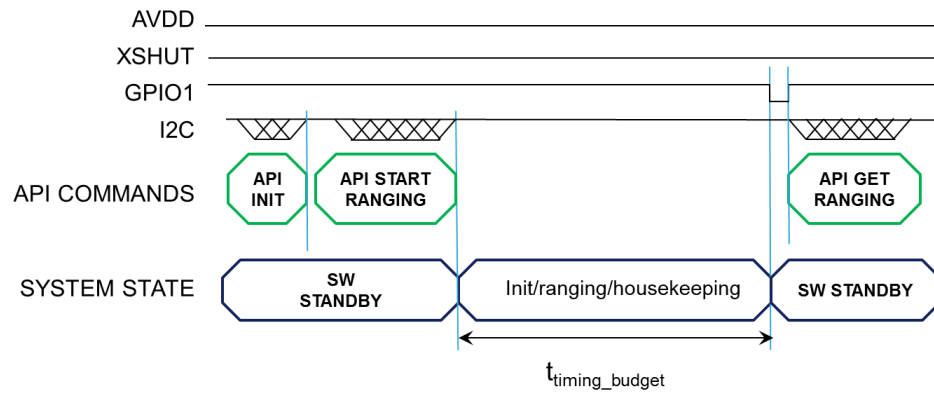 AVDD
XSHUT
GPIO1
I2C
API COMMANDS
API
INIT
API START
RANGING
API GET
RANGING
SYSTEM STATE
SW
STANDBY
Init/ranging/housekeeping
SW STANDBY
ttiming_budget